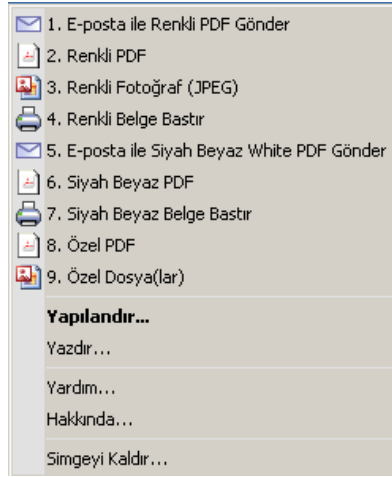 1. E-posta ile Renkli PDF Gönder
2. Renkli PDF
3. Renkli Fotoğraf (JPEG)
4. Renkli Belge Bastır
5. E-posta ile Siyah Beyaz White PDF Gönder
6. Siyah Beyaz PDF
7. Siyah Beyaz Belge Bastır
8. Özel PDF
9. Özel Dosya(lar)
Yapılandır...
Yazdır...
Yardım...
Hakkında...
Simgeyi Kaldır...